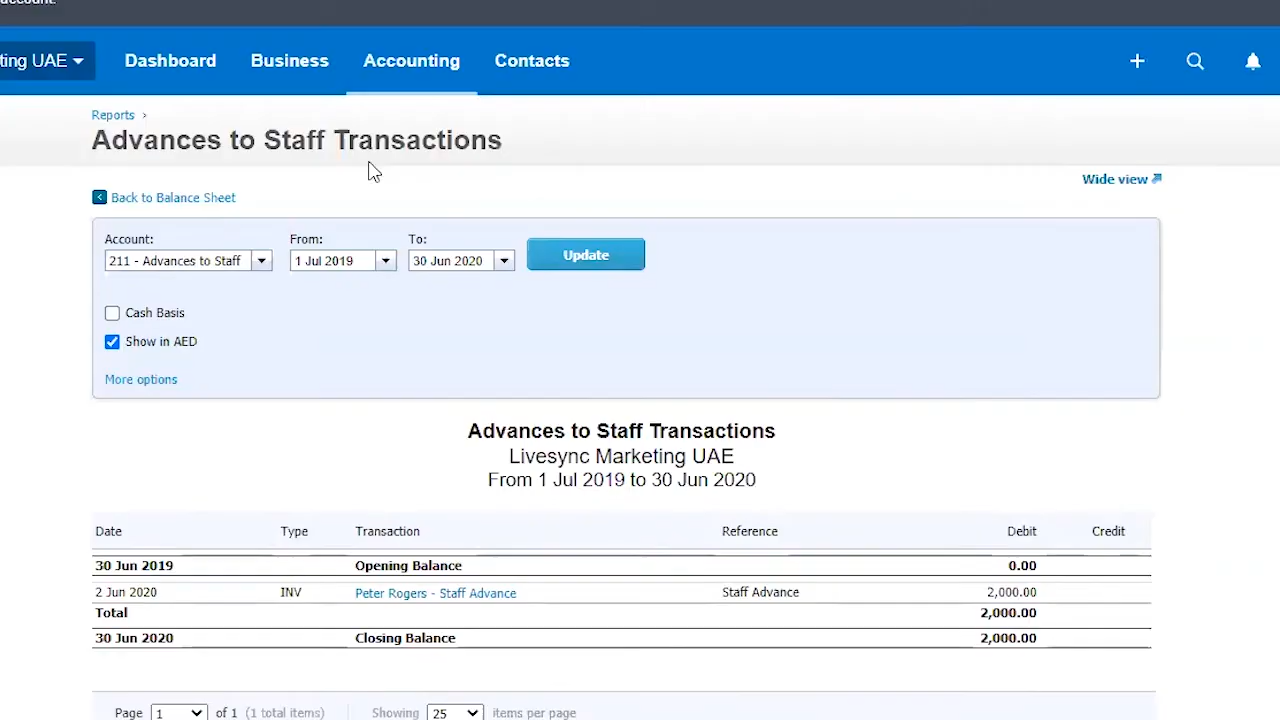 account.
ting UAE Dashboard Business Accounting Contacts
Reports ›
Advances to Staff Transactions
Wide view
Back to Balance Sheet
Account: From: To:
211 - Advances to Staff 1 Jul 2019 30 Jun 2020 Update
Cash Basis
Show in AED
More options
Advances to Staff Transactions
Livesync Marketing UAE
From 1 Jul 2019 to 30 Jun 2020
Date Type Transaction Reference Debit Credit
30 Jun 2019 Opening Balance 0.00
2 Jun 2020 INV Peter Rogers - Staff Advance Staff Advance 2,000.00
Total 2,000.00
30 Jun 2020 Closing Balance 2,000.00
Page 1 of 1 (1 total items) Showing 25 items per page